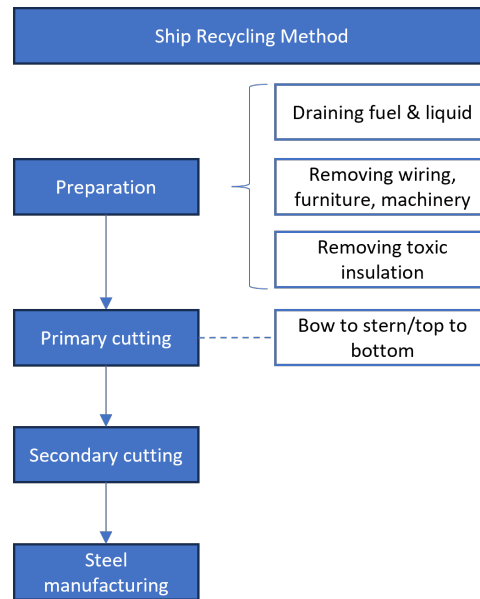 Ship Recycling Method
Draining fuel & liquid
Preparation
Removing wiring,
furniture, machinery
Removing toxic
insulation
Primary cutting
Bow to stern/top to
bottom
Secondary cutting
Steel
manufacturing